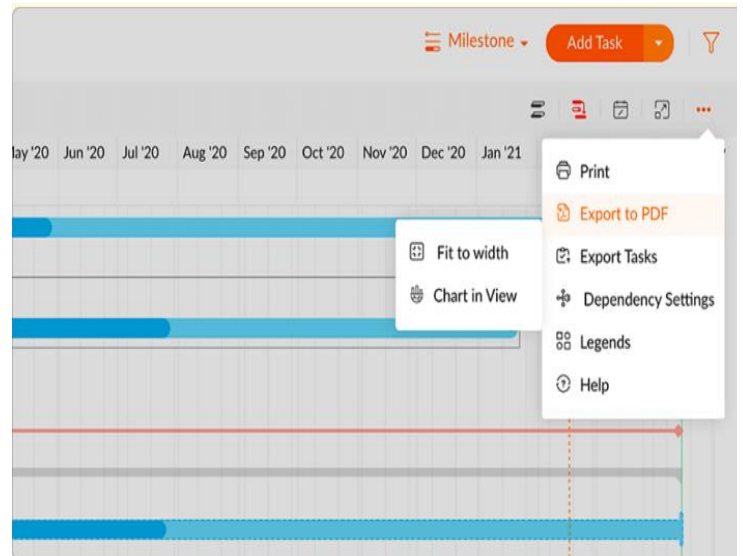 Milestone
Add Task
lay '20 Jun '20 Jul '20 Aug '20 Sep '20 Oct '20 Nov '20 Dec '20 Jan '21
Print
Export to PDF
Fit to width
Export Tasks
Chart in View
Dependency Settings
Legends
Help